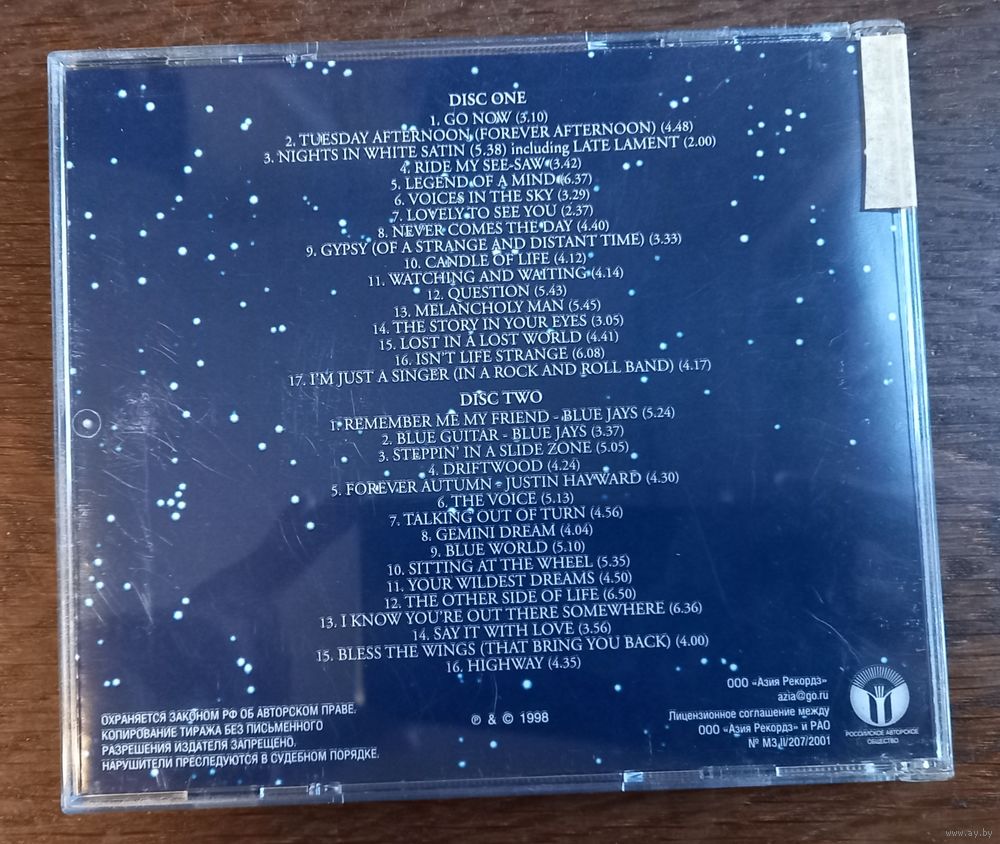 DISC ONE
1. GO NOW (3.10)
2. TUESDAY AFTERNOON (FOREVER AFTERNOON) (4.48)
3. NIGHTS IN WHITE SATIN (5.38) including LATE LAMENT (2.00)
4. RIDE MY SEE-SAW (3.42)
5. LEGEND OF A MIND (6.37)
6. VOICES IN THE SKY (3.29)
7. LOVELY TO SEE YOU (2.37)
8. NEVER COMES THE DAY (4.40)
9. GYPSY (OF A STRANGE AND DISTANT TIME) (3.33)
10. CANDLE OF LIFE (4.12)
11. WATCHING AND WAITING (4.14)
12. QUESTION (5.43)
13. MELANCHOLY MAN (5.45)
14. THE STORY IN YOUR EYES (3.05)
15. LOST IN A LOST WORLD (4.41)
16. ISN'T LIFE STRANGE (6.08)
17. I'M JUST A SINGER (IN A ROCK AND ROLL BAND) (4.17)
DISC TWO
1. REMEMBER ME MY FRIEND - BLUE JAYS (5.24)
2. BLUE GUITAR - BLUE JAYS (3.37)
3. STEPPIN' IN A SLIDE ZONE (5.05)
4. DRIFTWOOD (4.24)
5. FOREVER AUTUMN - JUSTIN HAYWARD (4.30)
6. THE VOICE (5.13)
7. TALKING OUT OF TURN (4.56)
8. GEMINI DREAM (4.04)
9. BLUE WORLD (5.10)
10. SITTING AT THE WHEEL (5.35)
11. YOUR WILDEST DREAMS (4.50)
12. THE OTHER SIDE OF LIFE (6.50)
13. I KNOW YOU'RE OUT THERE SOMEWHERE (6.36)
14. SAY IT WITH LOVE (3.56)
15. BLESS THE WINGS (THAT BRING YOU BACK) (4.00)
16. HIGHWAY (4.35)
ОХРАНЯЕТСЯ ЗАКОНОМ РФ ОБ АВТОРСКОМ ПРАВЕ.
КОПИРОВАНИЕ ТИРАЖА БЕЗ ПИСЬМЕННОГО
РАЗРЕШЕНИЯ ИЗДАТЕЛЯ ЗАПРЕЩЕНО.
НАРУШИТЕЛИ ПРЕСЛЕДУЮТСЯ В СУДЕБНОМ ПОРЯДКЕ.
℗ & © 1998
ООО «Азия Рекордз»
azia@go.ru
Лицензионное соглашение между
ООО «Азия Рекордз» и РАО
№ МЗ.II/207/2001
РОССИЙСКОЕ АВТОРСКОЕ
ОБЩЕСТВО
www.ay.by